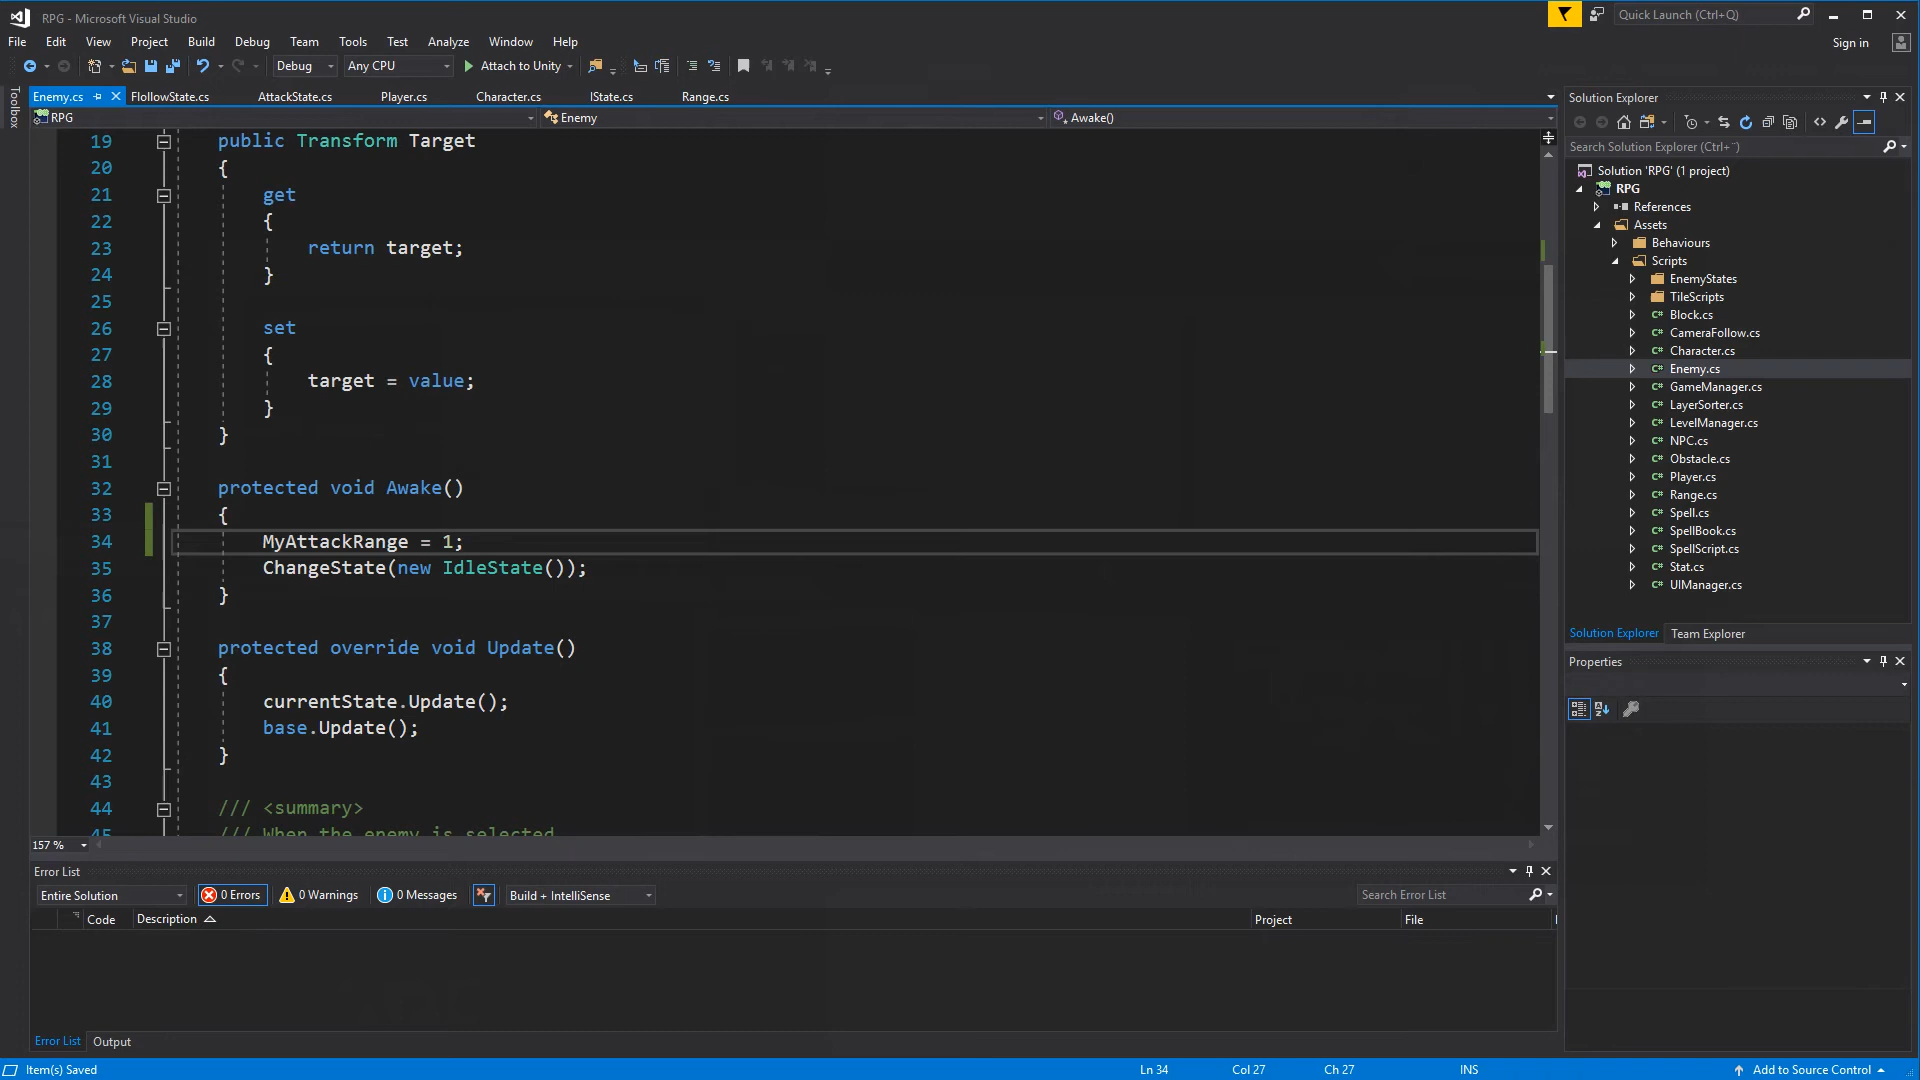 RPG - Microsoft Visual Studio
Quick Launch (Ctrl+Q)
File Edit View Project Build Debug Team Tools Test Analyze Window Help
Sign in
Debug Any CPU Attach to Unity
Toolbox
Enemy.cs FlollowState.cs AttackState.cs Player.cs Character.cs IState.cs Range.cs
RPG Enemy Awake()
19 public Transform Target
20 {
21 get
22 {
23 return target;
24 }
25
26 set
27 {
28 target = value;
29 }
30 }
31
32 protected void Awake()
33 {
34 MyAttackRange = 1;
35 ChangeState(new IdleState());
36 }
37
38 protected override void Update()
39 {
40 currentState.Update();
41 base.Update();
42 }
43
44 /// <summary>
45 /// When the enemy is selected
157 %
Error List
Entire Solution 0 Errors 0 Warnings 0 Messages Build + IntelliSense Search Error List
Code Description Project File
Error List Output
Solution Explorer
Search Solution Explorer (Ctrl+¨)
Solution 'RPG' (1 project)
RPG
References
Assets
Behaviours
Scripts
EnemyStates
TileScripts
C# Block.cs
C# CameraFollow.cs
C# Character.cs
C# Enemy.cs
C# GameManager.cs
C# LayerSorter.cs
C# LevelManager.cs
C# NPC.cs
C# Obstacle.cs
C# Player.cs
C# Range.cs
C# Spell.cs
C# SpellBook.cs
C# SpellScript.cs
C# Stat.cs
C# UIManager.cs
Solution Explorer Team Explorer
Properties
Item(s) Saved Ln 34 Col 27 Ch 27 INS Add to Source Control